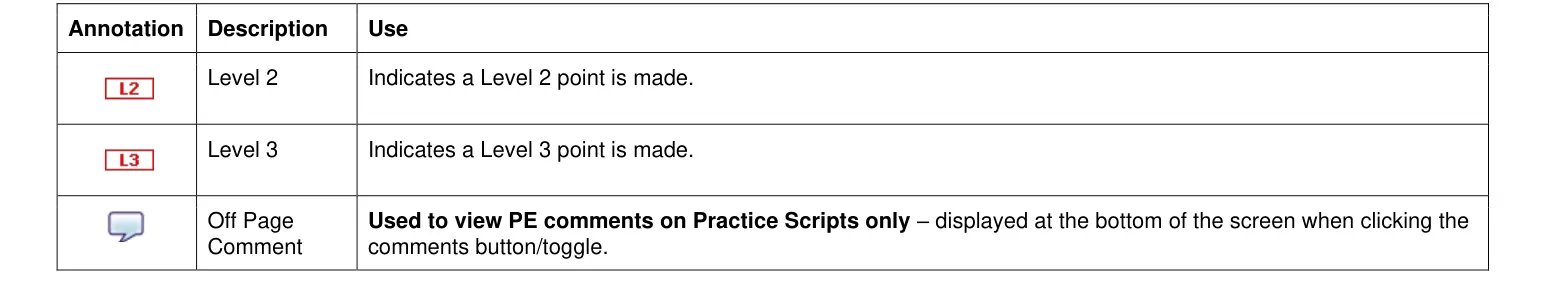 Annotation Description Use
L2 Level 2 Indicates a Level 2 point is made.
L3 Level 3 Indicates a Level 3 point is made.
Off Page Comment Used to view PE comments on Practice Scripts only – displayed at the bottom of the screen when clicking the
comments button/toggle.